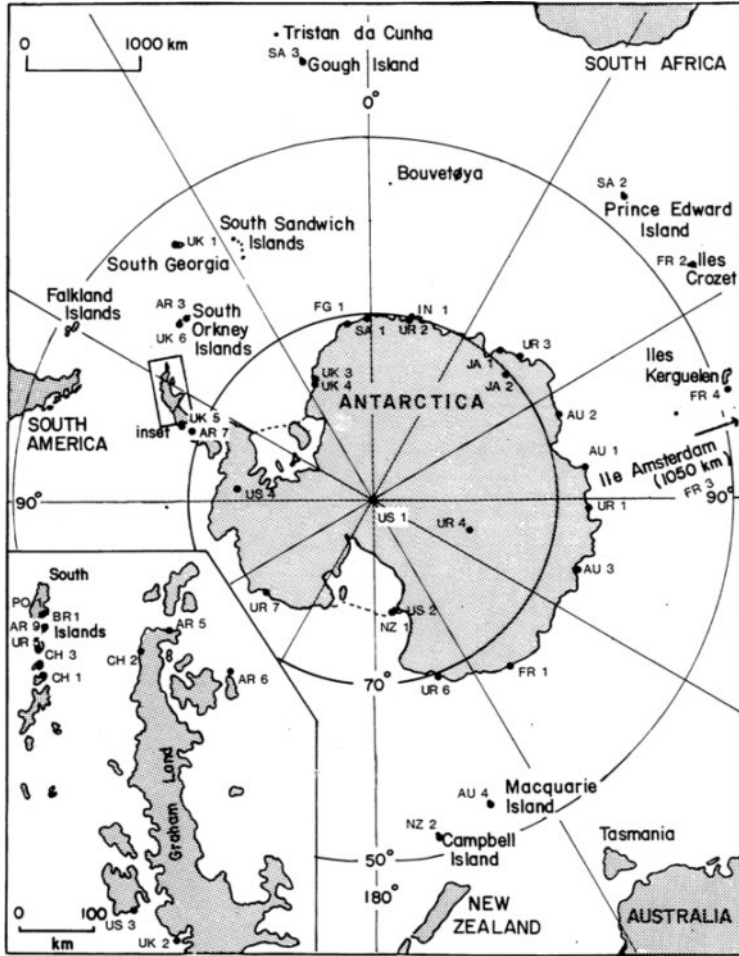 0 1000 km
Tristan da Cunha
SA 3
Gough Island
SOUTH AFRICA
0°
Bouvetøya
SA 2
Prince Edward
Island
FR 2
Iles
Crozet
South Sandwich
Islands
UK 1
South Georgia
Falkland
Islands
AR 3
South
Orkney
Islands
UK 6
FG 1
SA 1
IN 1
UR 2
UR 3
JA 1
JA 2
Iles
Kerguelen
FR 4
UK 3
UK 4
ANTARCTICA
SOUTH
AMERICA
UK 5
inset
AR 7
AU 2
AU 1
Ile Amsterdam
(1050 km)
FR 3
90°
US 4
US 1
UR 4
UR 1
90°
AU 3
UR 7
US 2
NZ 1
FR 1
UR 6
70°
AU 4
Macquarie
Island
NZ 2
Campbell
Island
Tasmania
50°
180°
NEW
ZEALAND
AUSTRALIA
South
PO
BR1
AR 9
Islands
UR 5
CH 3
CH 1
AR 5
CH 2
AR 6
Graham Land
0 100
km
US 3
UK 2